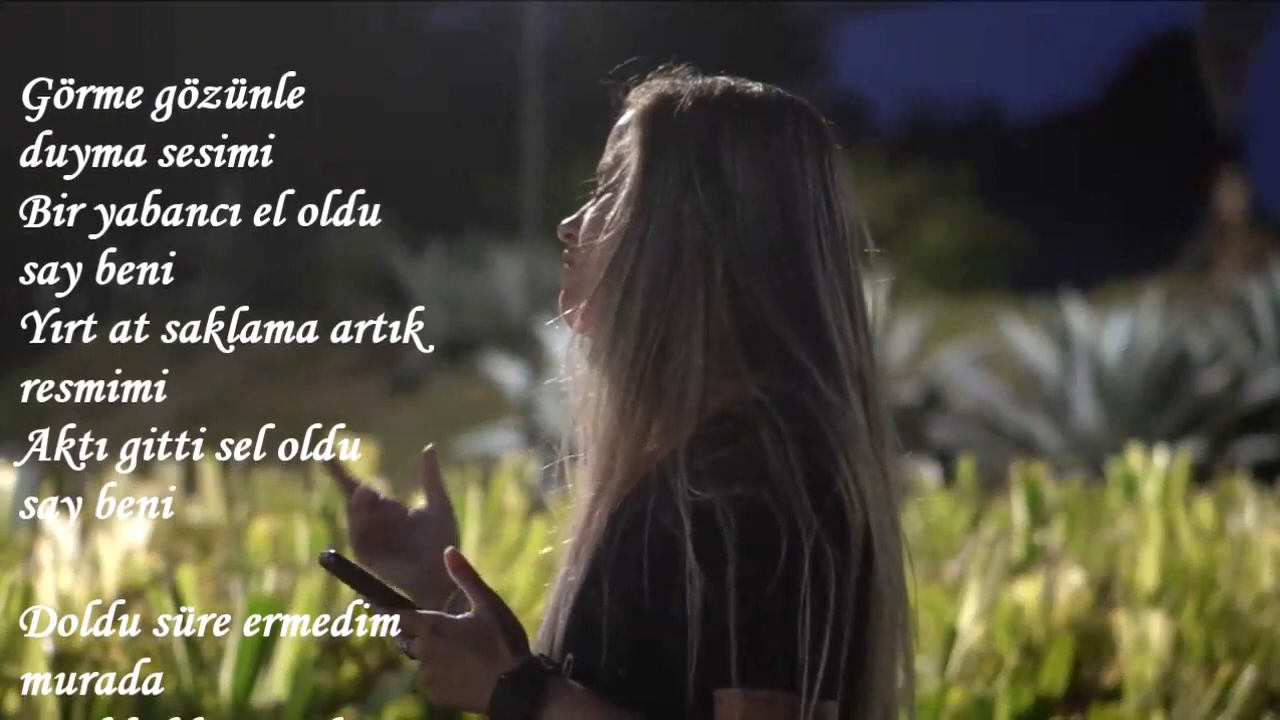 Görme gözünle
duyma sesimi
Bir yabancı el oldu
say beni
Yırt at saklama artık
resmimi
Aktı gitti sel oldu
say beni
Doldu süre ermedim
murada